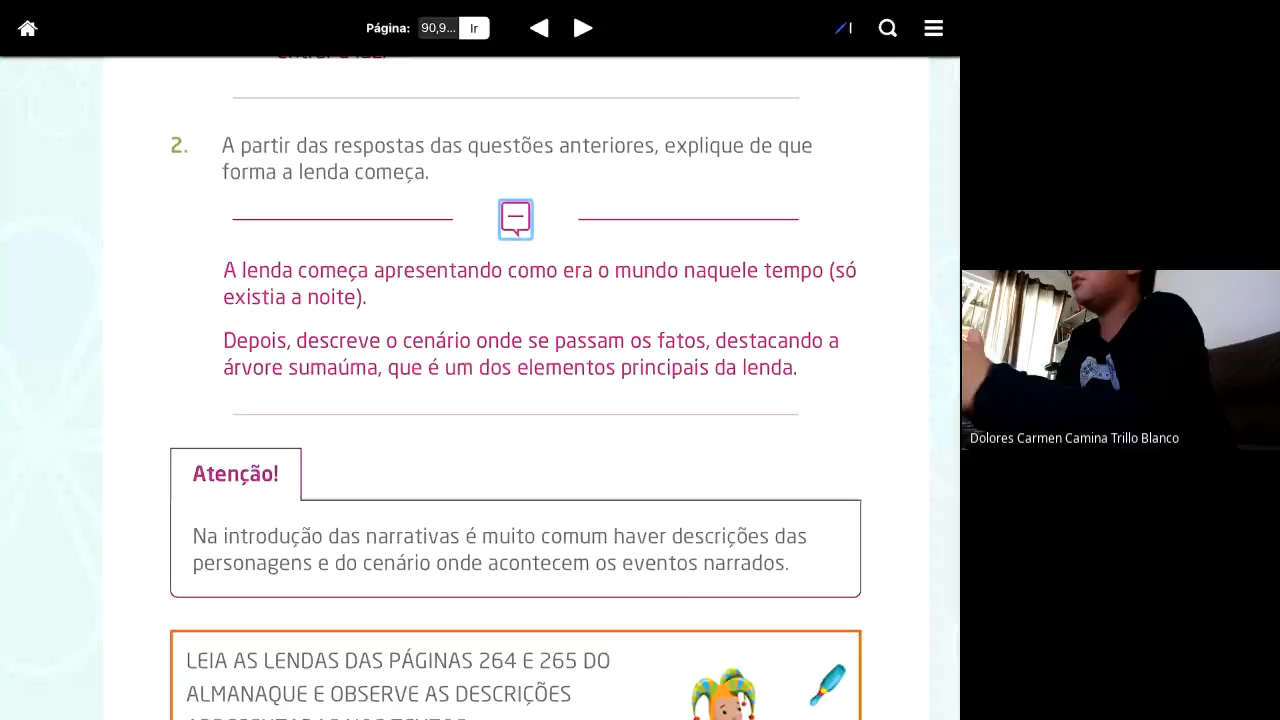 Página: 90,9... Ir
2. A partir das respostas das questões anteriores, explique de que
forma a lenda começa.
A lenda começa apresentando como era o mundo naquele tempo (só
existia a noite).
Depois, descreve o cenário onde se passam os fatos, destacando a
árvore sumaúma, que é um dos elementos principais da lenda.
Atenção!
Na introdução das narrativas é muito comum haver descrições das
personagens e do cenário onde acontecem os eventos narrados.
LEIA AS LENDAS DAS PÁGINAS 264 E 265 DO
ALMANAQUE E OBSERVE AS DESCRIÇÕES
Dolores Carmen Camina Trillo Blanco